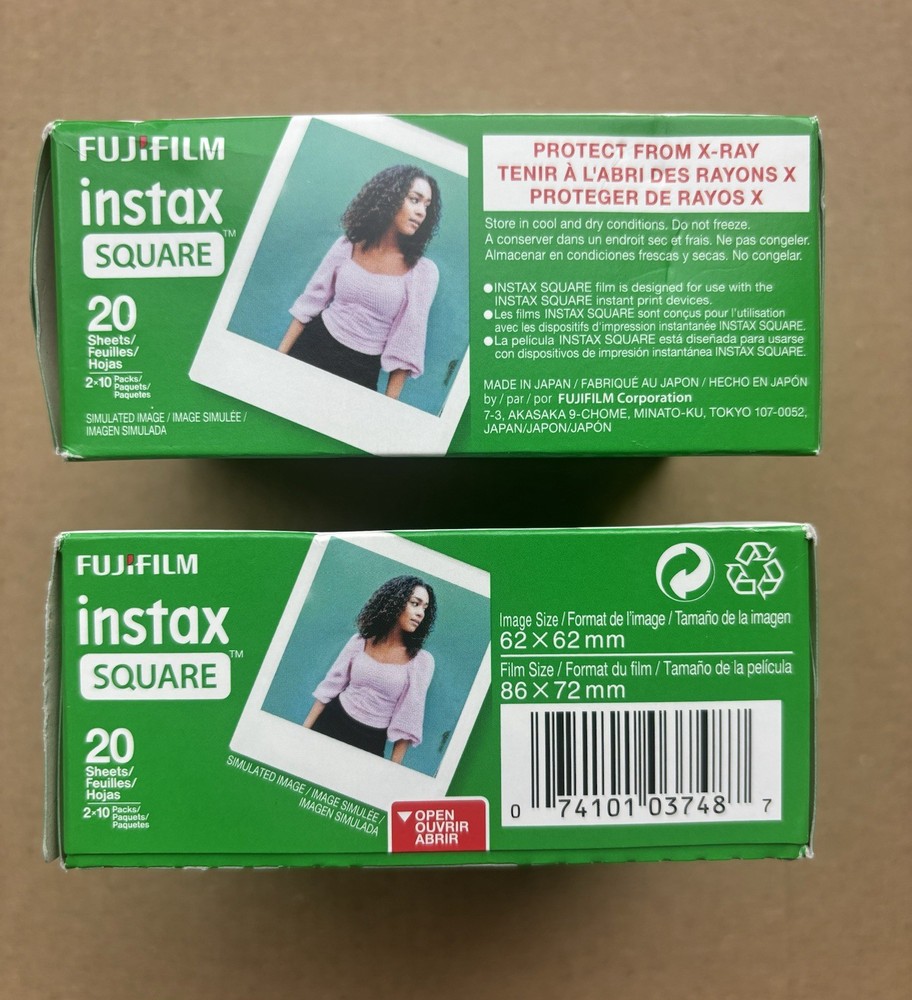 FUJIFILM
instax
SQUARE™
20
Sheets/
Feuilles/
Hojas
2×10 Packs/
Paquets/
Paquetes
SIMULATED IMAGE / IMAGE SIMULÉE /
IMAGEN SIMULADA
PROTECT FROM X-RAY
TENIR À L'ABRI DES RAYONS X
PROTEGER DE RAYOS X
Store in cool and dry conditions. Do not freeze.
A conserver dans un endroit sec et frais. Ne pas congeler.
Almacenar en condiciones frescas y secas. No congelar.
●INSTAX SQUARE film is designed for use with the
INSTAX SQUARE instant print devices.
●Les films INSTAX SQUARE sont conçus pour l'utilisation
avec les dispositifs d'impression instantanée INSTAX SQUARE.
●La película INSTAX SQUARE está diseñada para usarse
con dispositivos de impresión instantánea INSTAX SQUARE.
MADE IN JAPAN / FABRIQUÉ AU JAPON / HECHO EN JAPÓN
by / par / por FUJIFILM Corporation
7-3, AKASAKA 9-CHOME, MINATO-KU, TOKYO 107-0052,
JAPAN/JAPON/JAPÓN
FUJIFILM
instax
SQUARE™
20
Sheets/
Feuilles/
Hojas
2×10 Packs/
Paquets/
Paquetes
SIMULATED IMAGE / IMAGE SIMULÉE /
IMAGEN SIMULADA
▼OPEN
OUVRIR
ABRIR
Image Size / Format de l'image / Tamaño de la imagen
62×62mm
Film Size / Format du film / Tamaño de la película
86×72mm
0 74101 03748 7